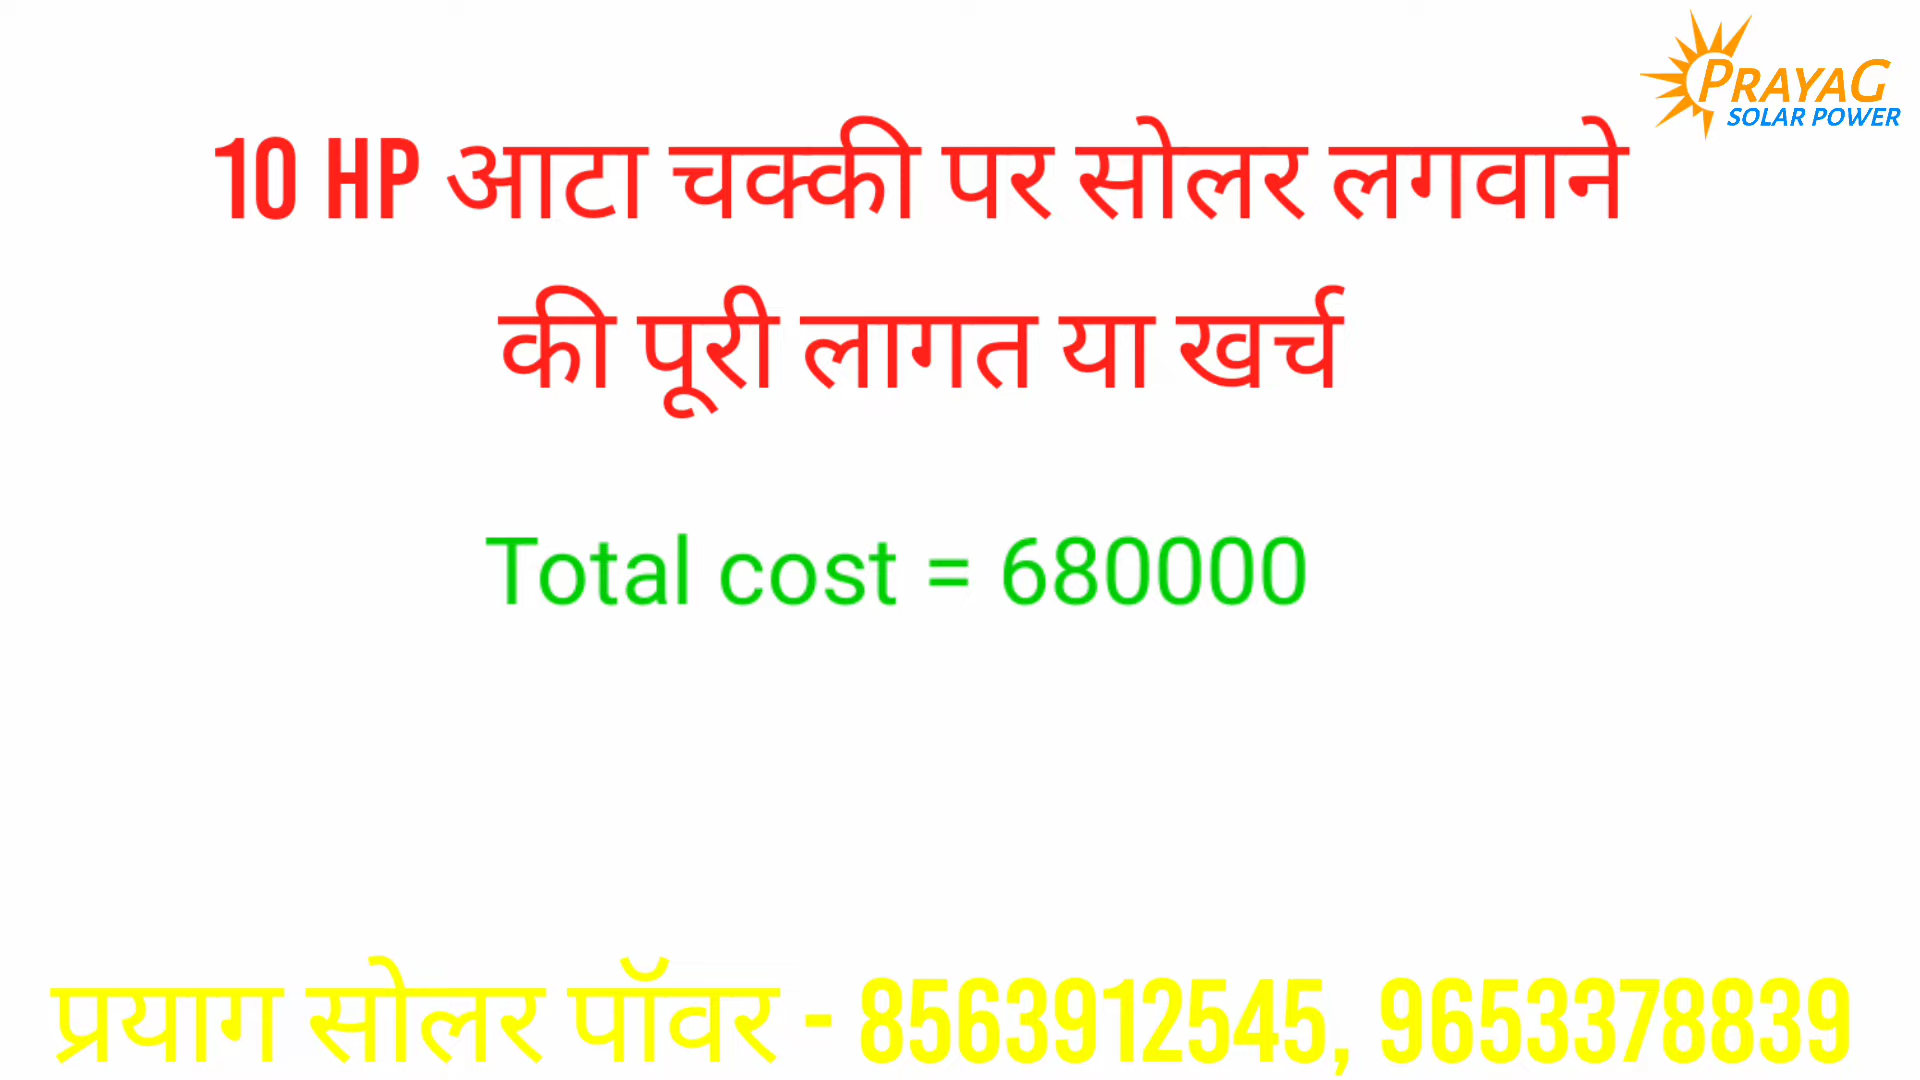 PRAYAG
SOLAR POWER
10 HP आटा चक्की पर सोलर लगवाने
की पूरी लागत या खर्च
Total cost = 680000
प्रयाग सोलर पॉवर - 8563912545, 9653378839